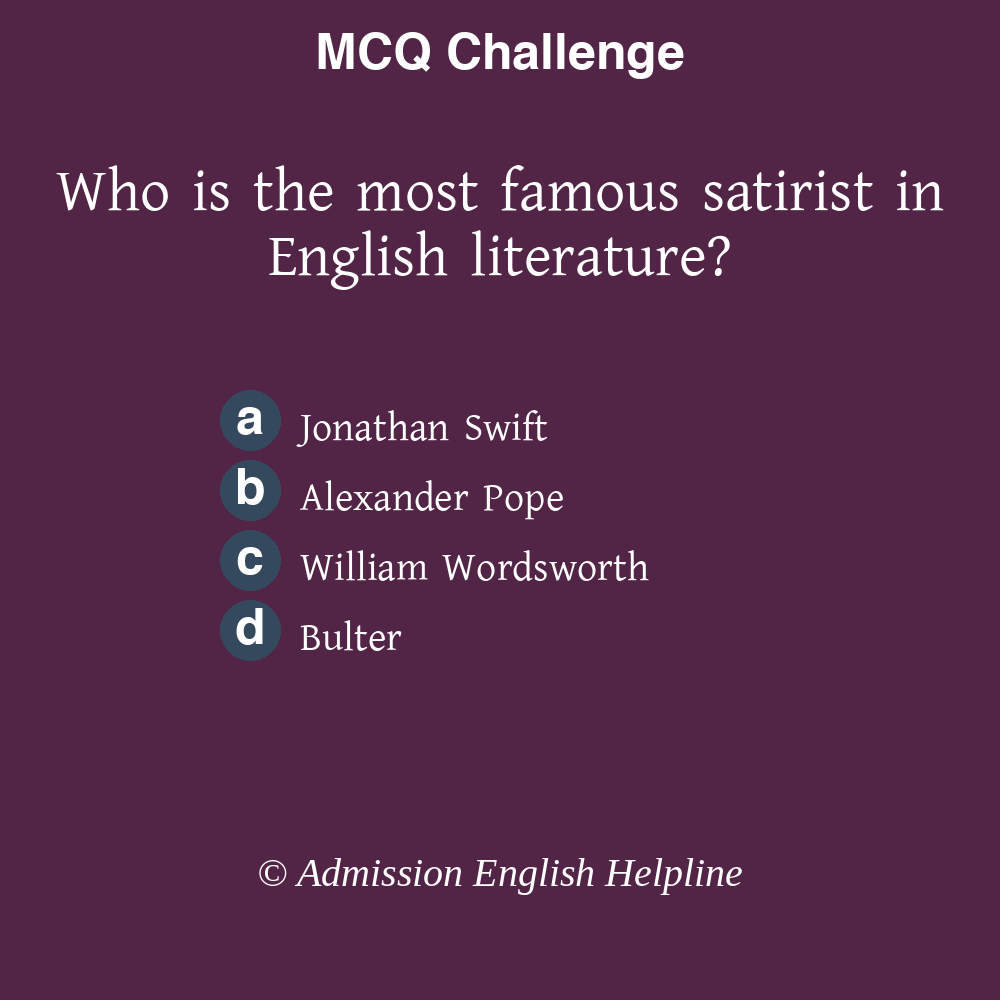 MCQ Challenge
Who is the most famous satirist in
English literature?
a Jonathan Swift
b Alexander Pope
c William Wordsworth
d Bulter
© Admission English Helpline